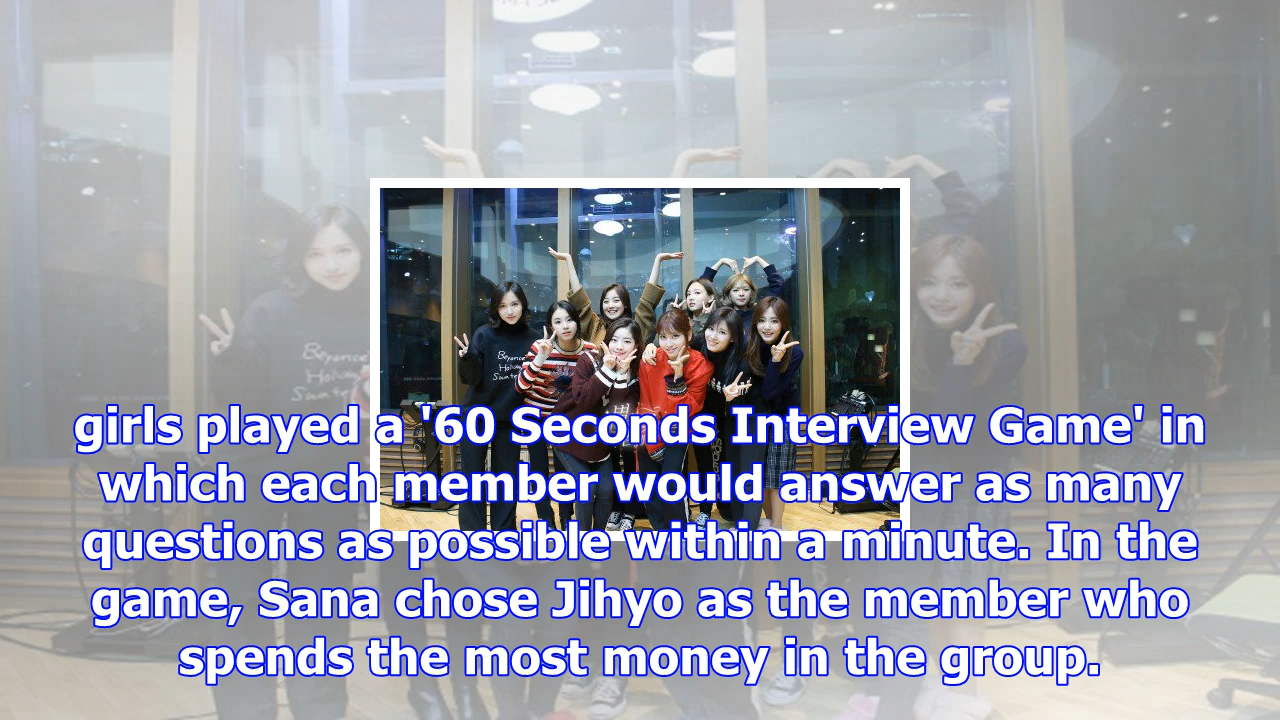 Beyonce
girls played a '60 Seconds Interview Game' in
which each member would answer as many
questions as possible within a minute. In the
game, Sana chose Jihyo as the member who
spends the most money in the group.